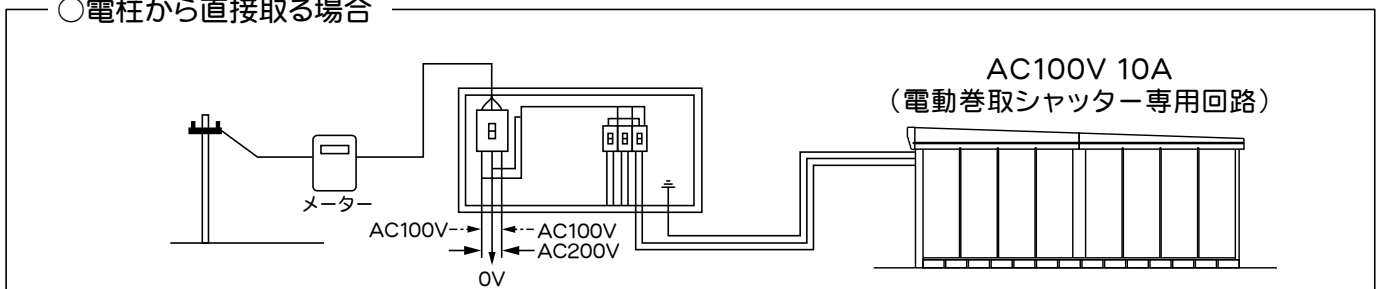 ○電柱から直接取る場合
AC100V 10A
（電動巻取シャッター専用回路）
メーター
AC100V
AC100V
AC200V
0V